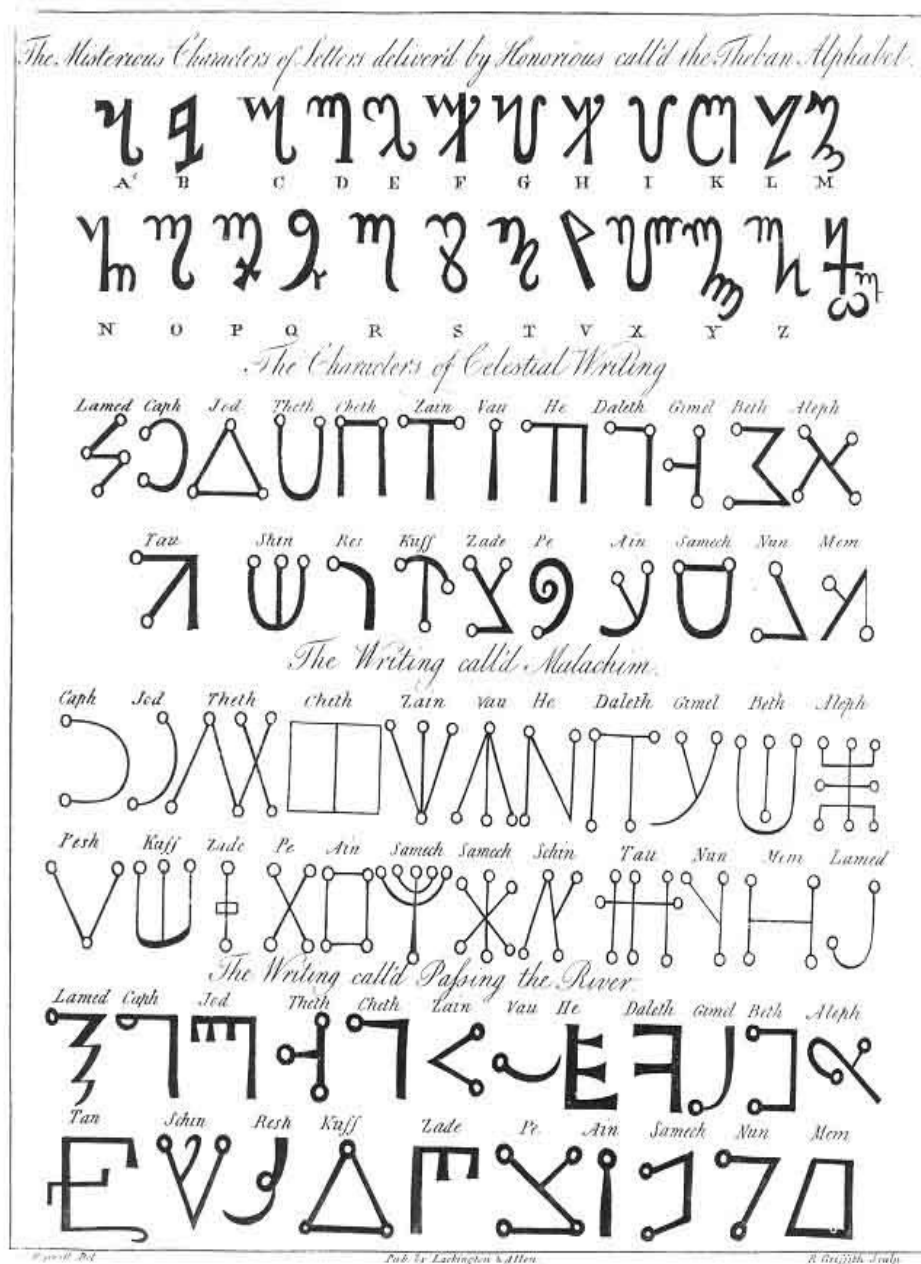 The Misterious Characters of Letters deliver'd by Honorious call'd the Theban Alphabet.
A B C D E F G H I K L M
N O P Q R S T V X Y Z
The Characters of Celestial Writing
Lamed Caph Jod Theth Cheth Zain Vau He Daleth Gimel Beth Aleph
Tau Shin Res Kuff Zade Pe Ain Samech Nun Mem
The Writing call'd Malachim.
Caph Jod Theth Cheth Zain Vau He Daleth Gimel Beth Aleph
Pesh Kuff Zade Pe Ain Samech Samech Schin Tau Nun Mem Lamed
The Writing call'd Paſsing the River.
Lamed Caph Jod Theth Cheth Zain Vau He Daleth Gimel Beth Aleph
Tau Schin Resh Kuff Zade Pe Ain Samech Nun Mem
Del
Pub. by Lackington & Allen
R Griffith Sculp